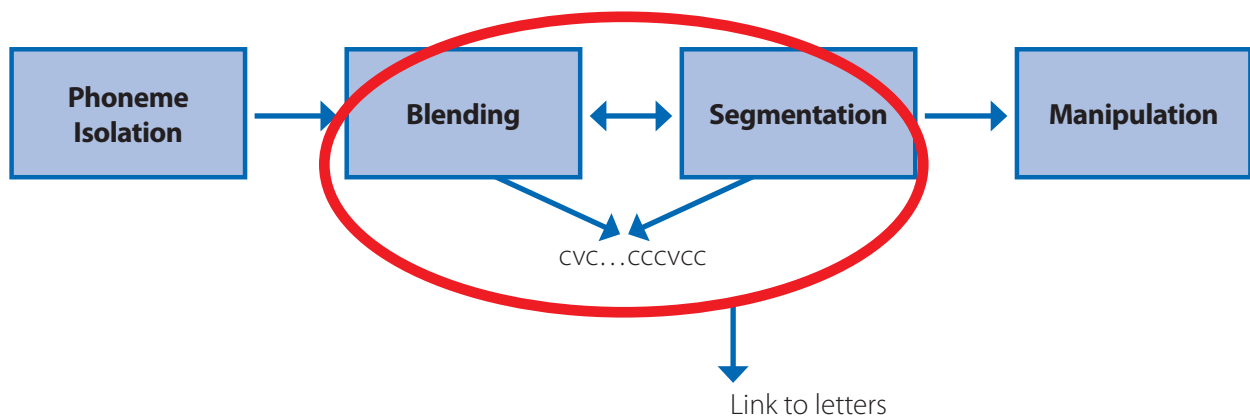 Phoneme
Isolation
Blending
Segmentation
Manipulation
CVC...CCCVCC
Link to letters